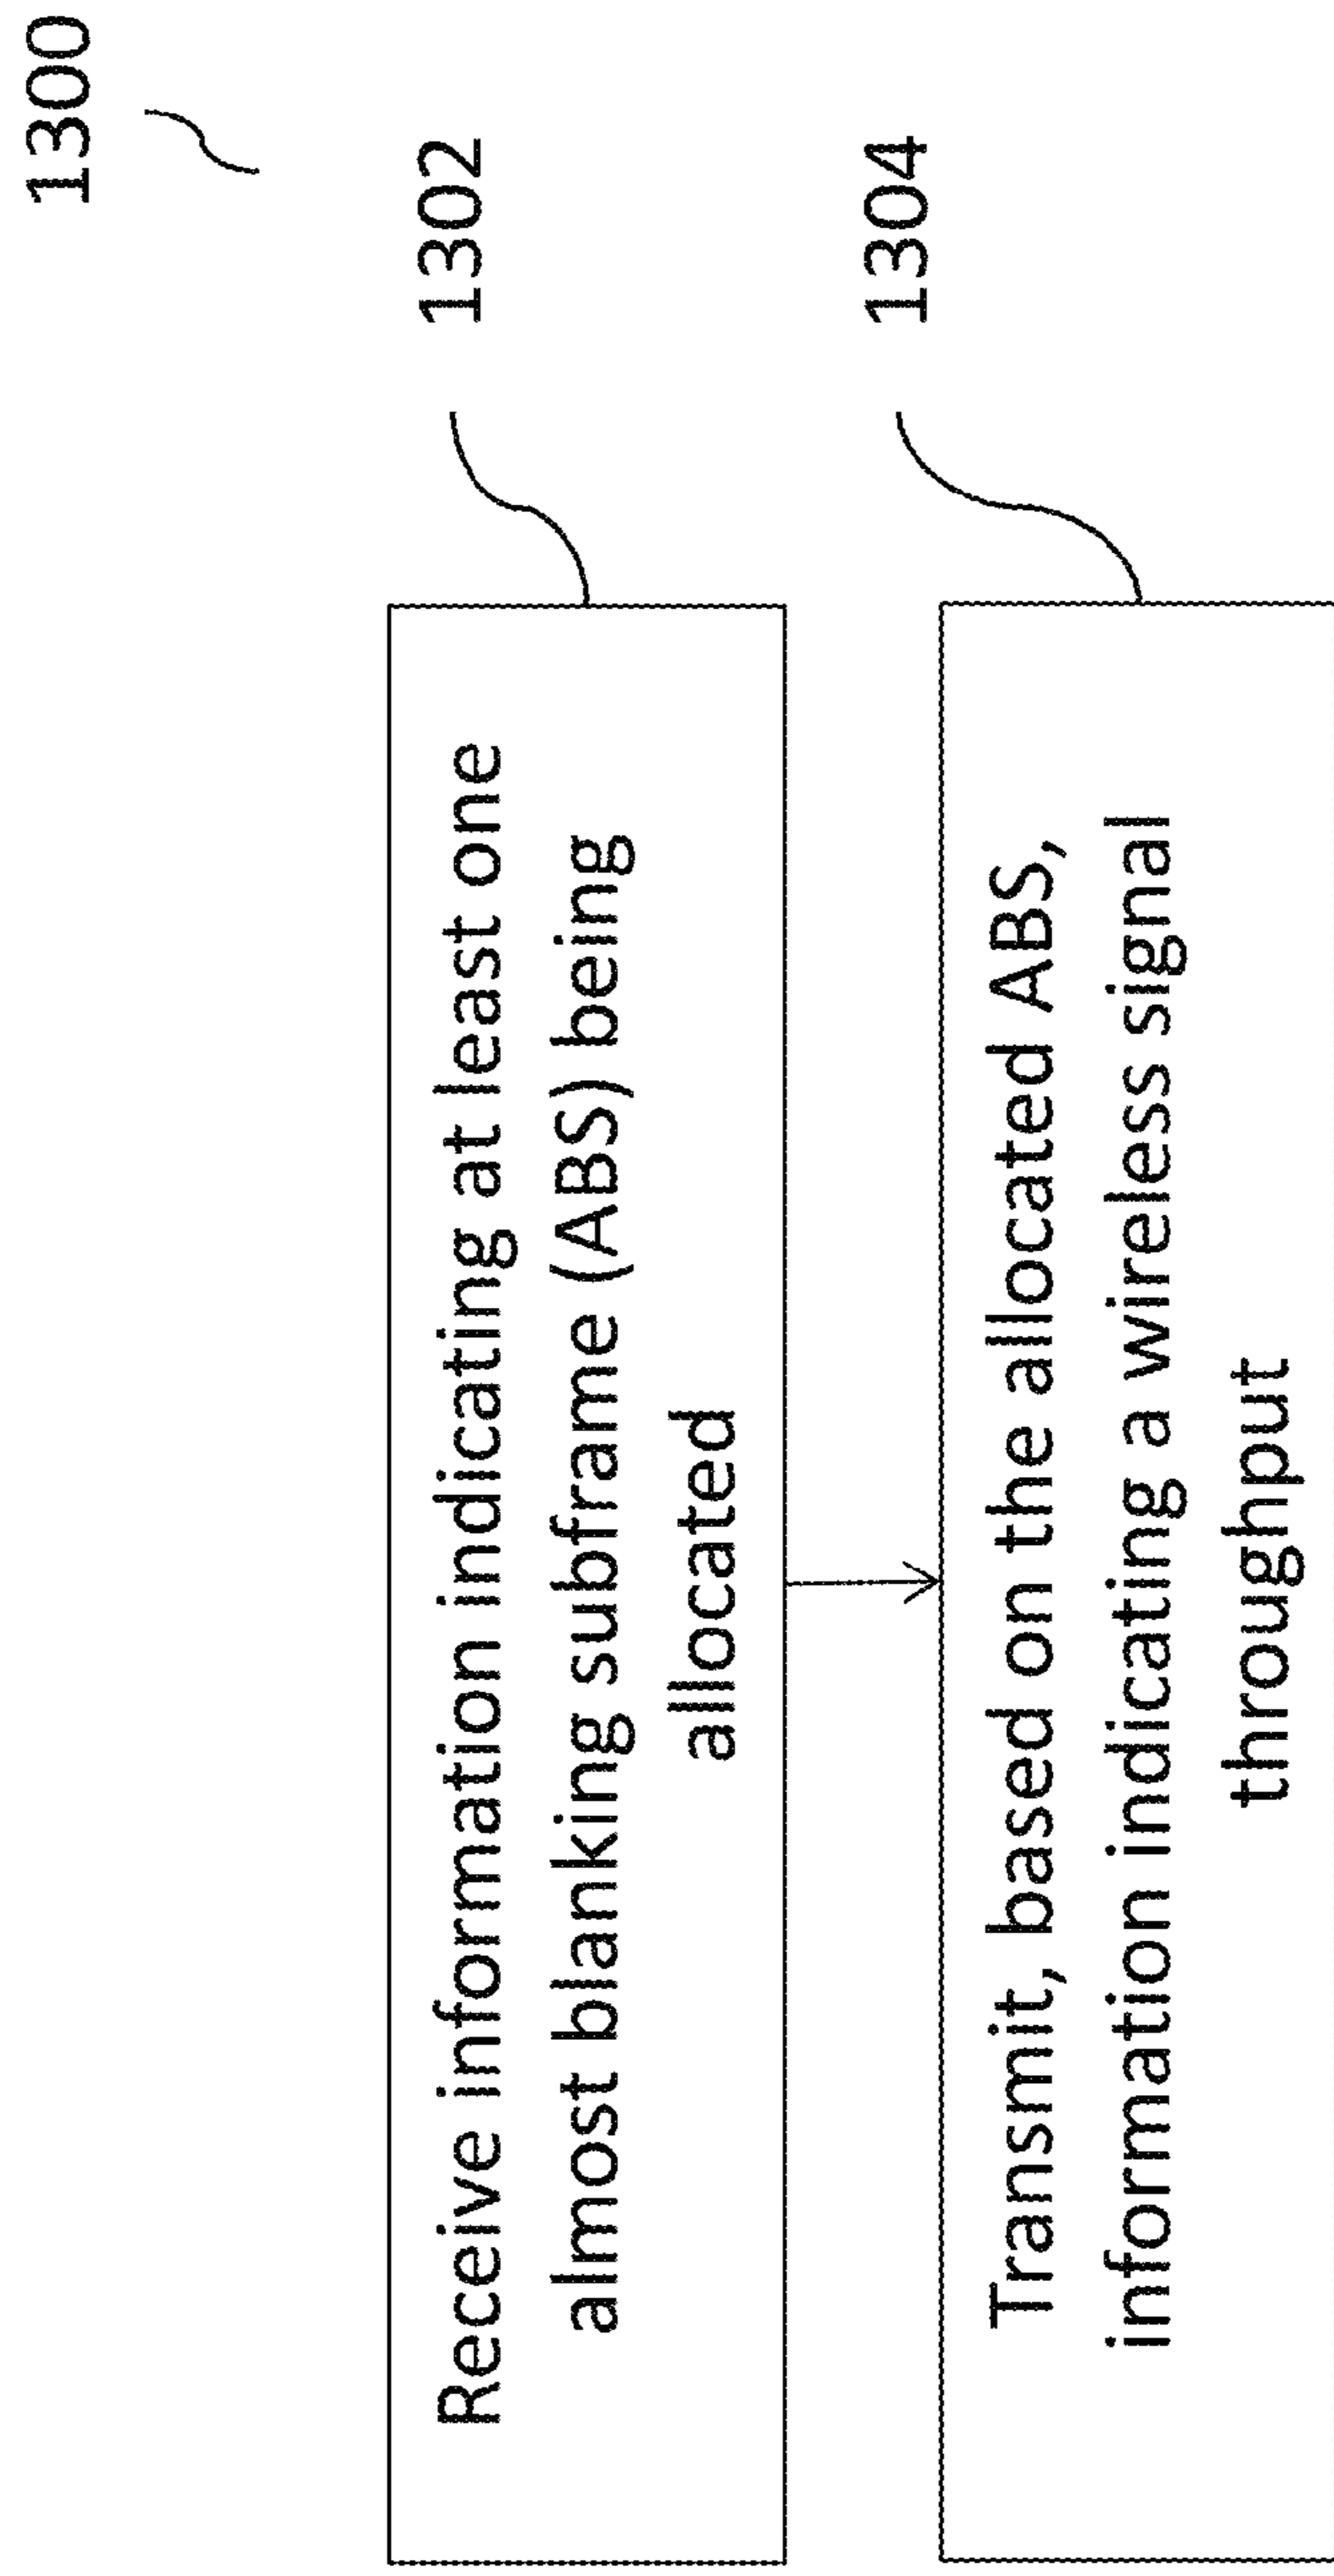 1300
1302
Receive information indicating at least one
almost blanking subframe (ABS) being
allocated
1304
Transmit, based on the allocated ABS,
information indicating a wireless signal
throughput